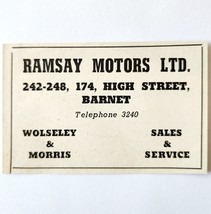 RAMSAY MOTORS LTD.
242-248, 174, HIGH STREET,
BARNET
Telephone 3240
WOLSELEY
&
MORRIS
SALES
&
SERVICE